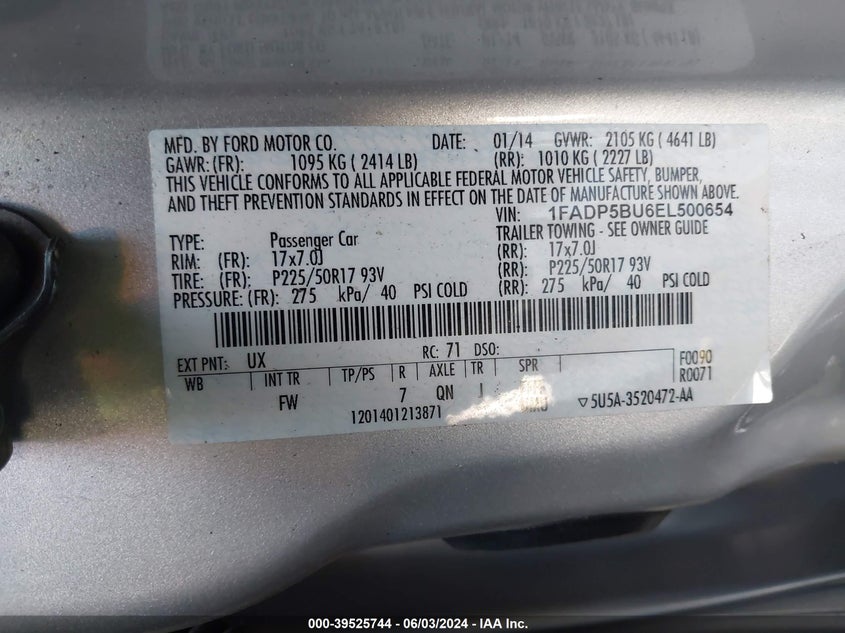 MFD. BY FORD MOTOR CO. DATE: 01/14 GVWR: 2105 KG ( 4641 LB)
GAWR: (FR): 1095 KG ( 2414 LB) (RR): 1010 KG ( 2227 LB)
THIS VEHICLE CONFORMS TO ALL APPLICABLE FEDERAL MOTOR VEHICLE SAFETY, BUMPER,
AND THEFT PREVENTION STANDARDS IN EFFECT ON THE DATE OF MANUFACTURE SHOWN ABOVE.
VIN: 1FADP5BU6EL500654
TYPE: Passenger Car TRAILER TOWING - SEE OWNER GUIDE
RIM: (FR): 17x7.0J (RR): 17x7.0J
TIRE: (FR): P225/50R17 93V (RR): P225/50R17 93V
PRESSURE: (FR): 275 kPa/ 40 PSI COLD (RR): 275 kPa/ 40 PSI COLD
EXT PNT: UX RC: 71 DSO: F0090
WB INT TR TP/PS R AXLE TR SPR R0071
FW 7 QN ▽5U5A-3520472-AA
1201401213871
000-39525744 - 06/03/2024 - IAA Inc.